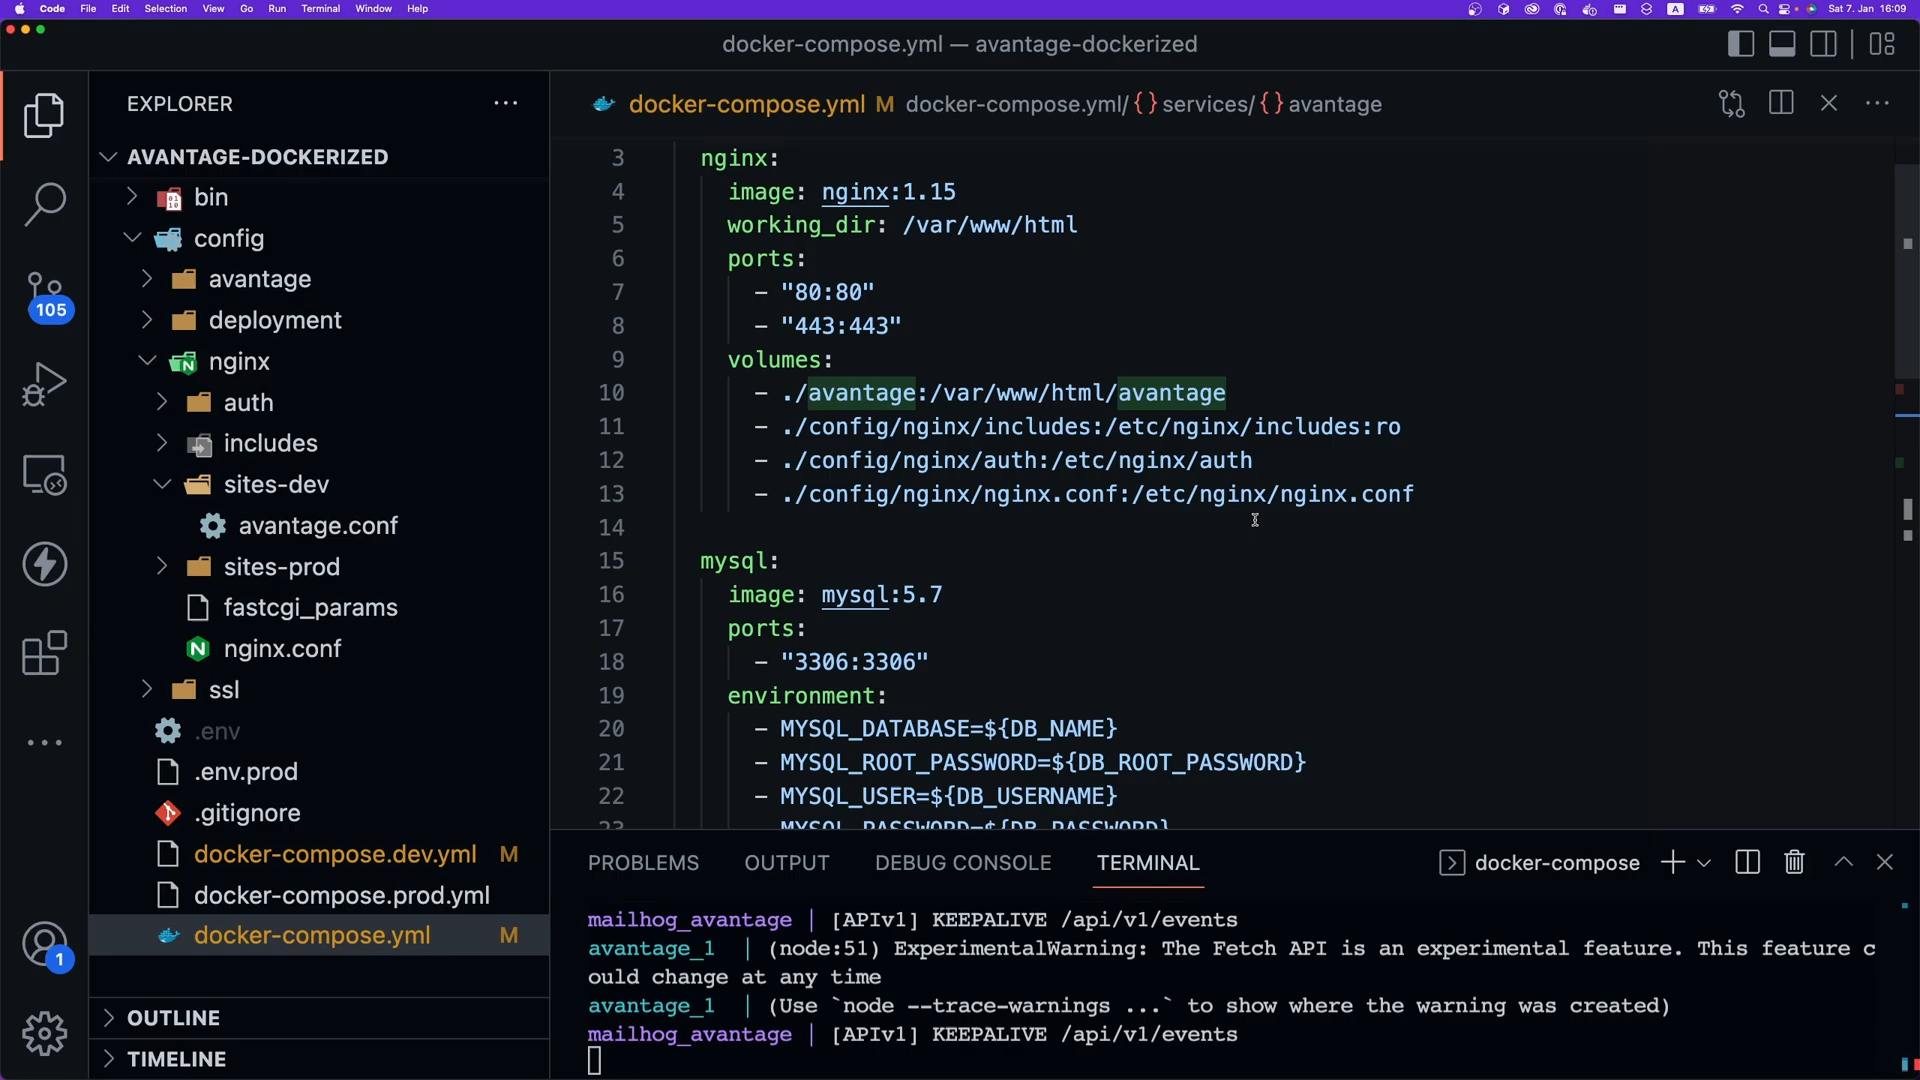 Code File Edit Selection View Go Run Terminal Window Help
A
Sat 7. Jan 16:09
docker-compose.yml — avantage-dockerized
EXPLORER
AVANTAGE-DOCKERIZED
bin
config
avantage
deployment
nginx
auth
includes
sites-dev
avantage.conf
sites-prod
fastcgi_params
nginx.conf
ssl
.env
.env.prod
.gitignore
docker-compose.dev.yml M
docker-compose.prod.yml
docker-compose.yml M
OUTLINE
TIMELINE
105
1
docker-compose.yml M docker-compose.yml/ {} services/ {} avantage
3 nginx:
4 image: nginx:1.15
5 working_dir: /var/www/html
6 ports:
7 - "80:80"
8 - "443:443"
9 volumes:
10 - ./avantage:/var/www/html/avantage
11 - ./config/nginx/includes:/etc/nginx/includes:ro
12 - ./config/nginx/auth:/etc/nginx/auth
13 - ./config/nginx/nginx.conf:/etc/nginx/nginx.conf
14
15 mysql:
16 image: mysql:5.7
17 ports:
18 - "3306:3306"
19 environment:
20 - MYSQL_DATABASE=${DB_NAME}
21 - MYSQL_ROOT_PASSWORD=${DB_ROOT_PASSWORD}
22 - MYSQL_USER=${DB_USERNAME}
23 - MYSQL_PASSWORD=${DB_PASSWORD}
PROBLEMS OUTPUT DEBUG CONSOLE TERMINAL
docker-compose
mailhog_avantage | [APIv1] KEEPALIVE /api/v1/events
avantage_1 | (node:51) ExperimentalWarning: The Fetch API is an experimental feature. This feature c
ould change at any time
avantage_1 | (Use `node --trace-warnings ...` to show where the warning was created)
mailhog_avantage | [APIv1] KEEPALIVE /api/v1/events